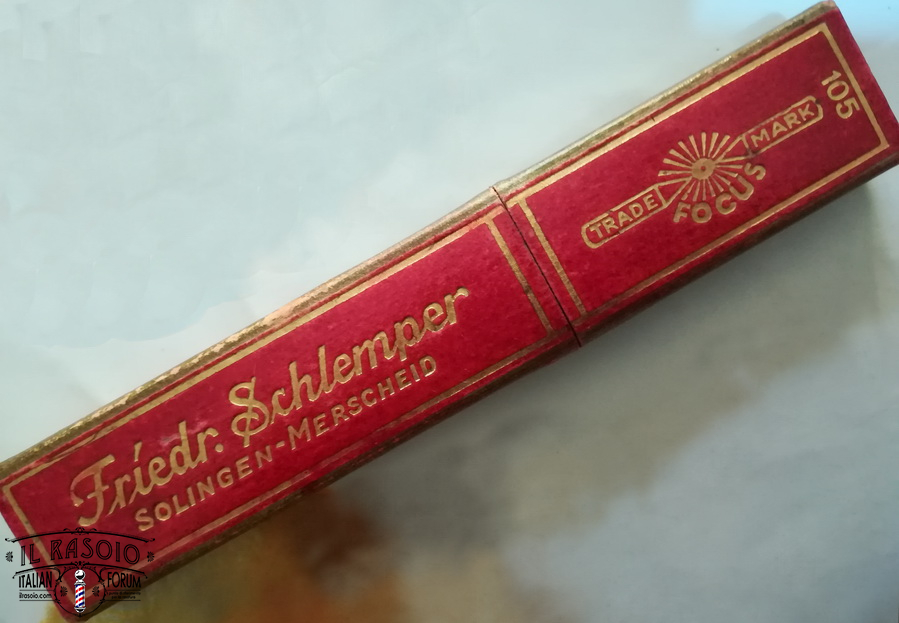 Friedr. Schlemper
SOLINGEN-MERSCHEID
TRADE MARK
FOCUS
105
IL RASOIO
ITALIAN FORUM
ilrasoio.com